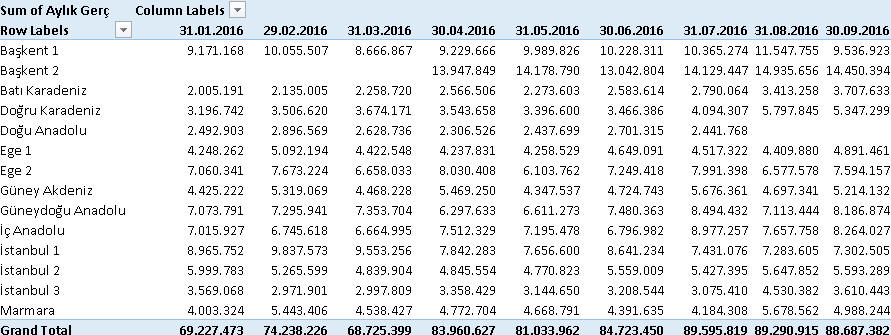 Sum of Aylık Gerç Column Labels
Row Labels 31.01.2016 29.02.2016 31.03.2016 30.04.2016 31.05.2016 30.06.2016 31.07.2016 31.08.2016 30.09.2016
Başkent 1 9.171.168 10.055.507 8.666.867 9.229.666 9.989.826 10.228.311 10.365.274 11.547.755 9.536.923
Başkent 2 13.947.849 14.178.790 13.042.804 14.129.447 14.935.656 14.450.394
Batı Karadeniz 2.005.191 2.135.005 2.258.720 2.566.506 2.273.603 2.583.614 2.790.064 3.413.258 3.707.633
Doğru Karadeniz 3.196.742 3.506.620 3.674.171 3.543.658 3.396.600 3.466.386 4.094.307 5.797.845 5.347.299
Doğu Anadolu 2.492.903 2.896.569 2.628.736 2.306.526 2.437.699 2.701.315 2.441.768
Ege 1 4.248.262 5.092.194 4.422.548 4.237.831 4.258.529 4.649.091 4.517.322 4.409.880 4.891.461
Ege 2 7.060.341 7.673.224 6.658.033 8.030.408 6.103.762 7.249.418 7.991.398 6.577.578 7.594.157
Güney Akdeniz 4.425.222 5.319.069 4.468.228 5.469.250 4.347.537 4.724.743 5.676.361 4.697.341 5.214.132
Güneydoğu Anadolu 7.073.791 7.295.941 7.353.704 6.297.633 6.611.273 7.480.363 8.494.432 7.113.444 8.186.874
İç Anadolu 7.015.927 6.745.618 6.664.995 7.512.329 7.195.478 6.796.982 8.977.257 7.657.758 8.264.027
İstanbul 1 8.965.752 9.837.573 9.553.256 7.842.283 7.656.600 8.641.234 7.431.076 7.283.605 7.302.505
İstanbul 2 5.999.783 5.265.599 4.839.904 4.845.554 4.770.823 5.559.009 5.427.395 5.647.852 5.593.289
İstanbul 3 3.569.068 2.971.901 2.997.809 3.358.429 3.144.650 3.208.544 3.075.410 4.530.382 3.610.443
Marmara 4.003.324 5.443.406 4.538.427 4.772.704 4.668.791 4.391.635 4.184.308 5.678.562 4.988.244
Grand Total 69.227.473 74.238.226 68.725.399 83.960.627 81.033.962 84.723.450 89.595.819 89.290.915 88.687.382